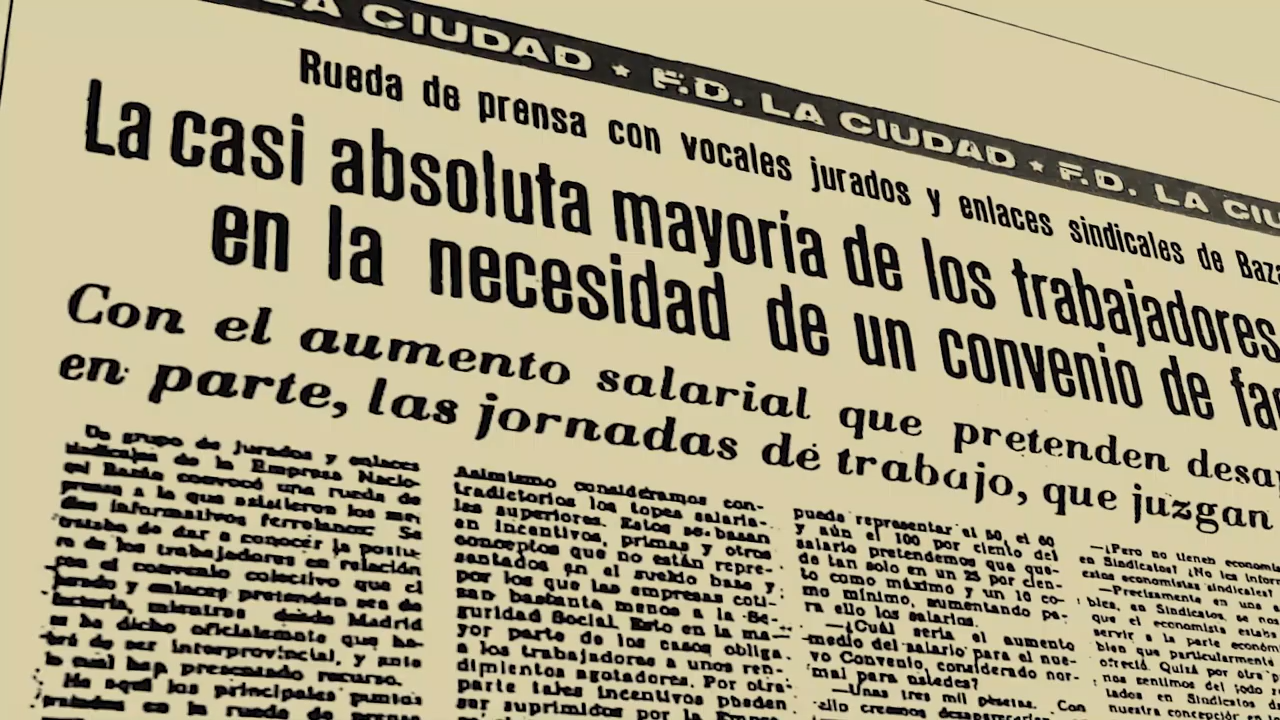 LA CIUDAD ★ F.D. LA CIUDAD ★ F.D. LA CIU
Rueda de prensa con vocales jurados y enlaces sindicales de Baza
La casi absoluta mayoría de los trabajadores
en la necesidad de un convenio de fac
Con el aumento salarial que pretenden desa
en parte, las jornadas de trabajo, que juzgan
Un grupo de jurados y enlaces
sindicales de la Empresa Nacio-
nal Bazán convocó una rueda de
prensa a la que asistieron los me-
dios informativos ferrolanos. Se
trataba de dar a conocer la postu-
ra de los trabajadores en relación
con el convenio colectivo que el
jurado y enlaces pretenden sea de
factoría, mientras desde Madrid
se ha dicho oficialmente que ha-
brá de ser interprovincial, y ante
lo cual han presentado recurso.
He aquí los principales puntos
tratados en la rueda de prensa
Asimismo consideramos con-
tradictorios los topes salaria-
les superiores. Estos se basan
en incentivos, primas y otros
conceptos que no están repre-
sentados en el sueldo base y
por los que las empresas coti-
zan bastante menos a la Se-
guridad Social. Esto en la ma-
yor parte de los casos obliga
a los trabajadores a unos ren-
dimientos agotadores. Por otra
parte tales incentivos pueden
ser suprimidos por la Empre
pueda representar el 50, el 60
y aún el 100 por ciento del
salario pretendemos que que-
de tan solo en un 25 por cien-
to como máximo y un 10 co-
mo mínimo, aumentando pa-
ra ello los salarios.
—¿Cuál sería el aumento
medio del salario para el nue-
vo Convenio, considerado nor-
mal para ustedes?
—Unas tres mil pesetas. Con
ello creemos desaparecerían
—¿Pero no tienen economis
en Sindicatos? ¿No les infor
estos economistas sindicales?
—Precisamente en una
blea, en Sindicatos, se nos
que el economista estaba
servir a la parte económ
bien que particularmente
ofreció. Quizá por otra p
nos sentimos del todo
lados en Sindicatos
nuestra concepción